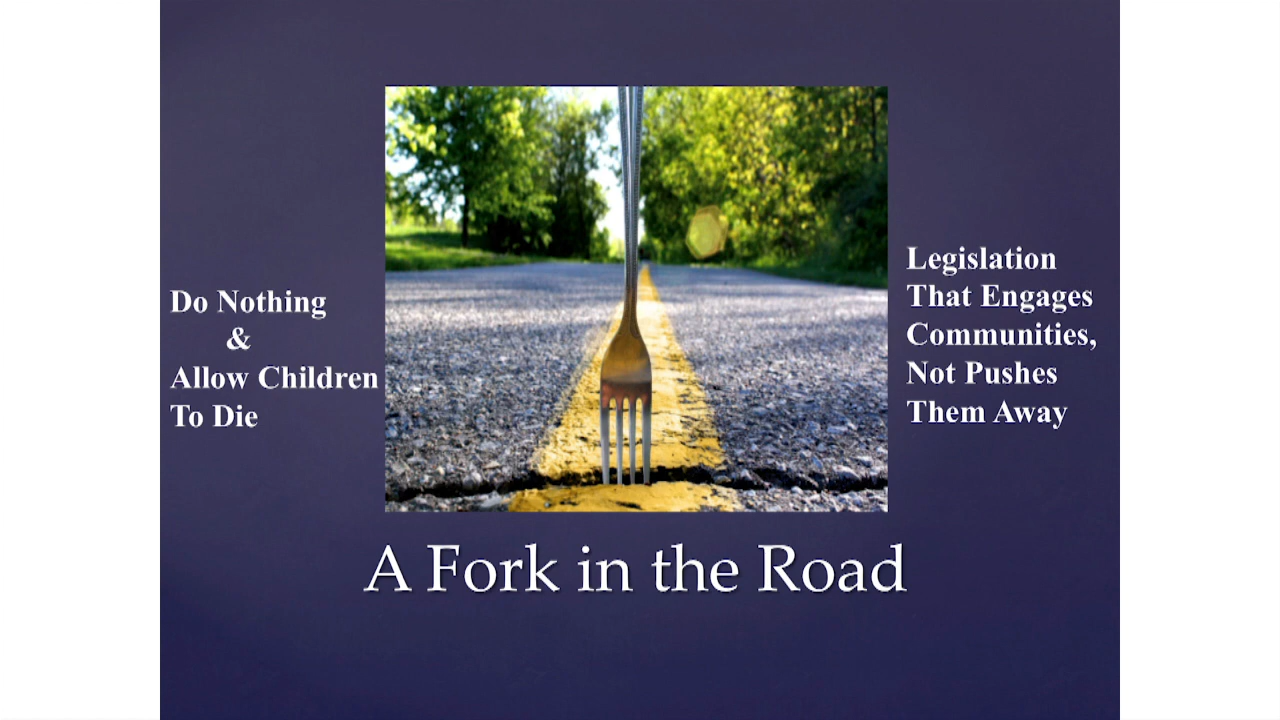 Do Nothing
&
Allow Children
To Die
Legislation
That Engages
Communities,
Not Pushes
Them Away
A Fork in the Road